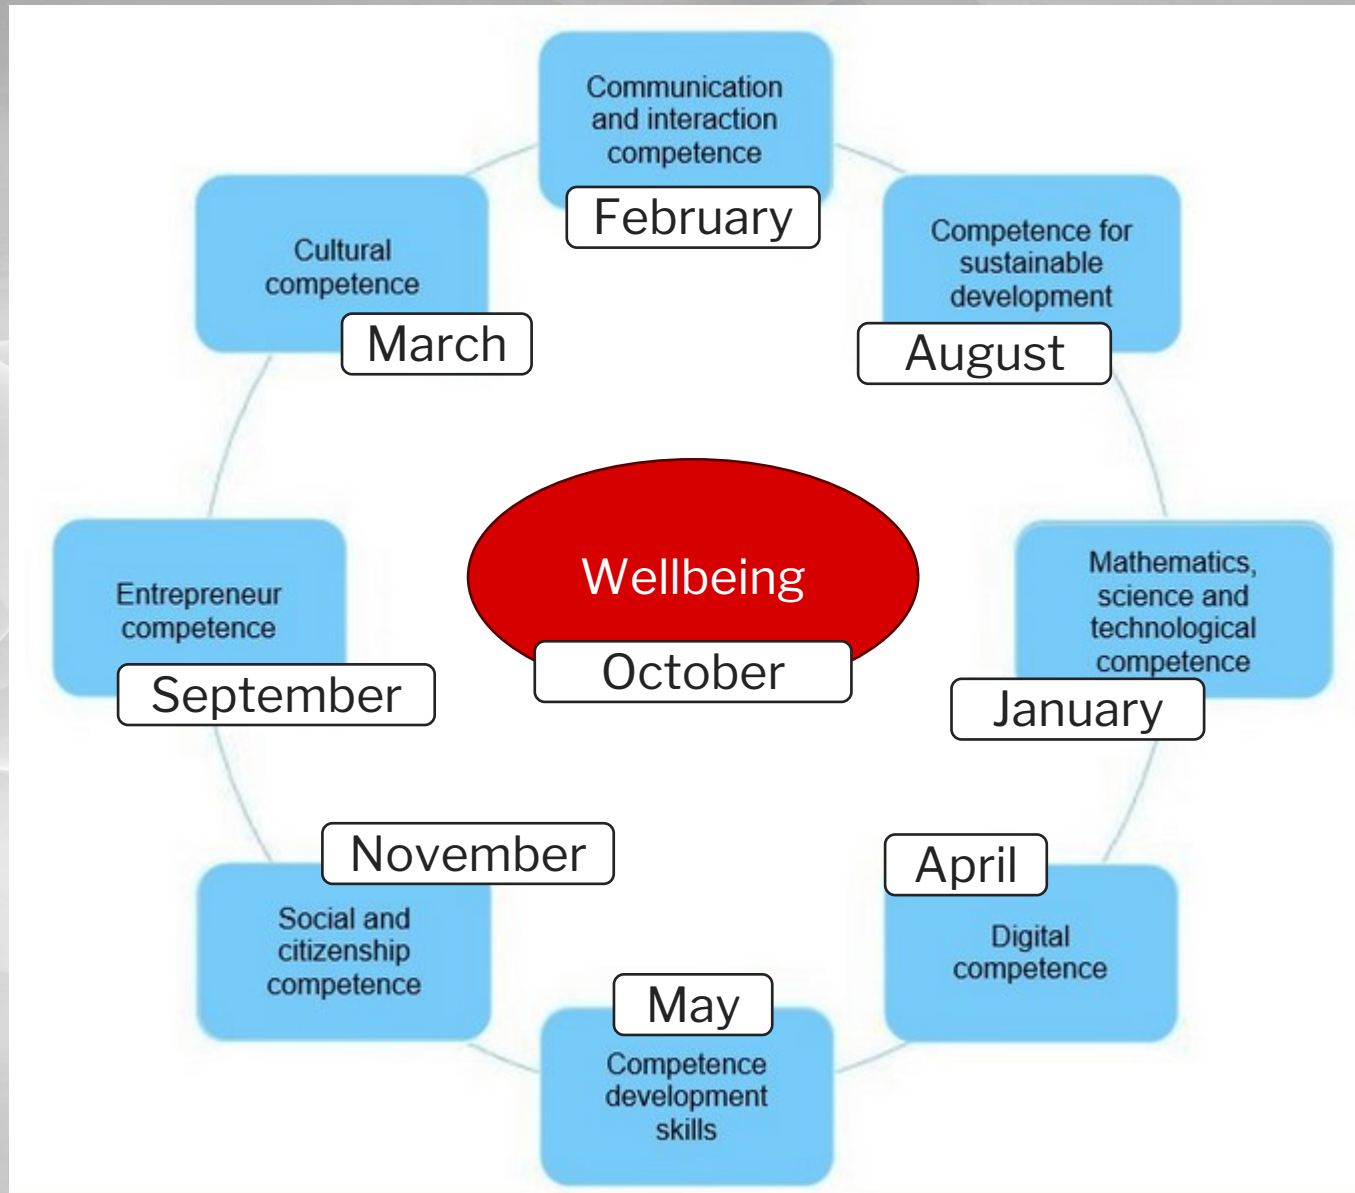 Communication
and interaction
competence
February
Competence for
sustainable
development
August
Mathematics,
science and
technological
competence
January
Digital
competence
April
Competence
development
skills
May
Social and
citizenship
competence
November
Entrepreneur
competence
September
Cultural
competence
March
Wellbeing
October